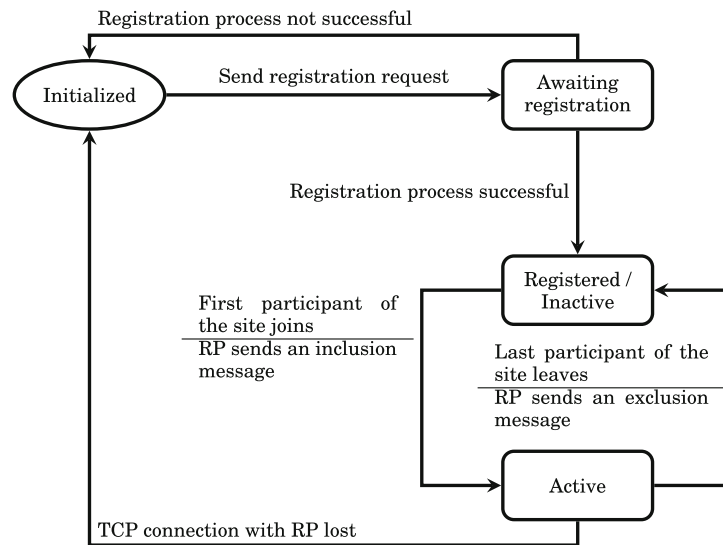 Registration process not successful
Send registration request
Initialized
Awaiting
registration
Registration process successful
Registered /
Inactive
First participant of
the site joins
RP sends an inclusion
message
Last participant of the
site leaves
RP sends an exclusion
message
Active
TCP connection with RP lost